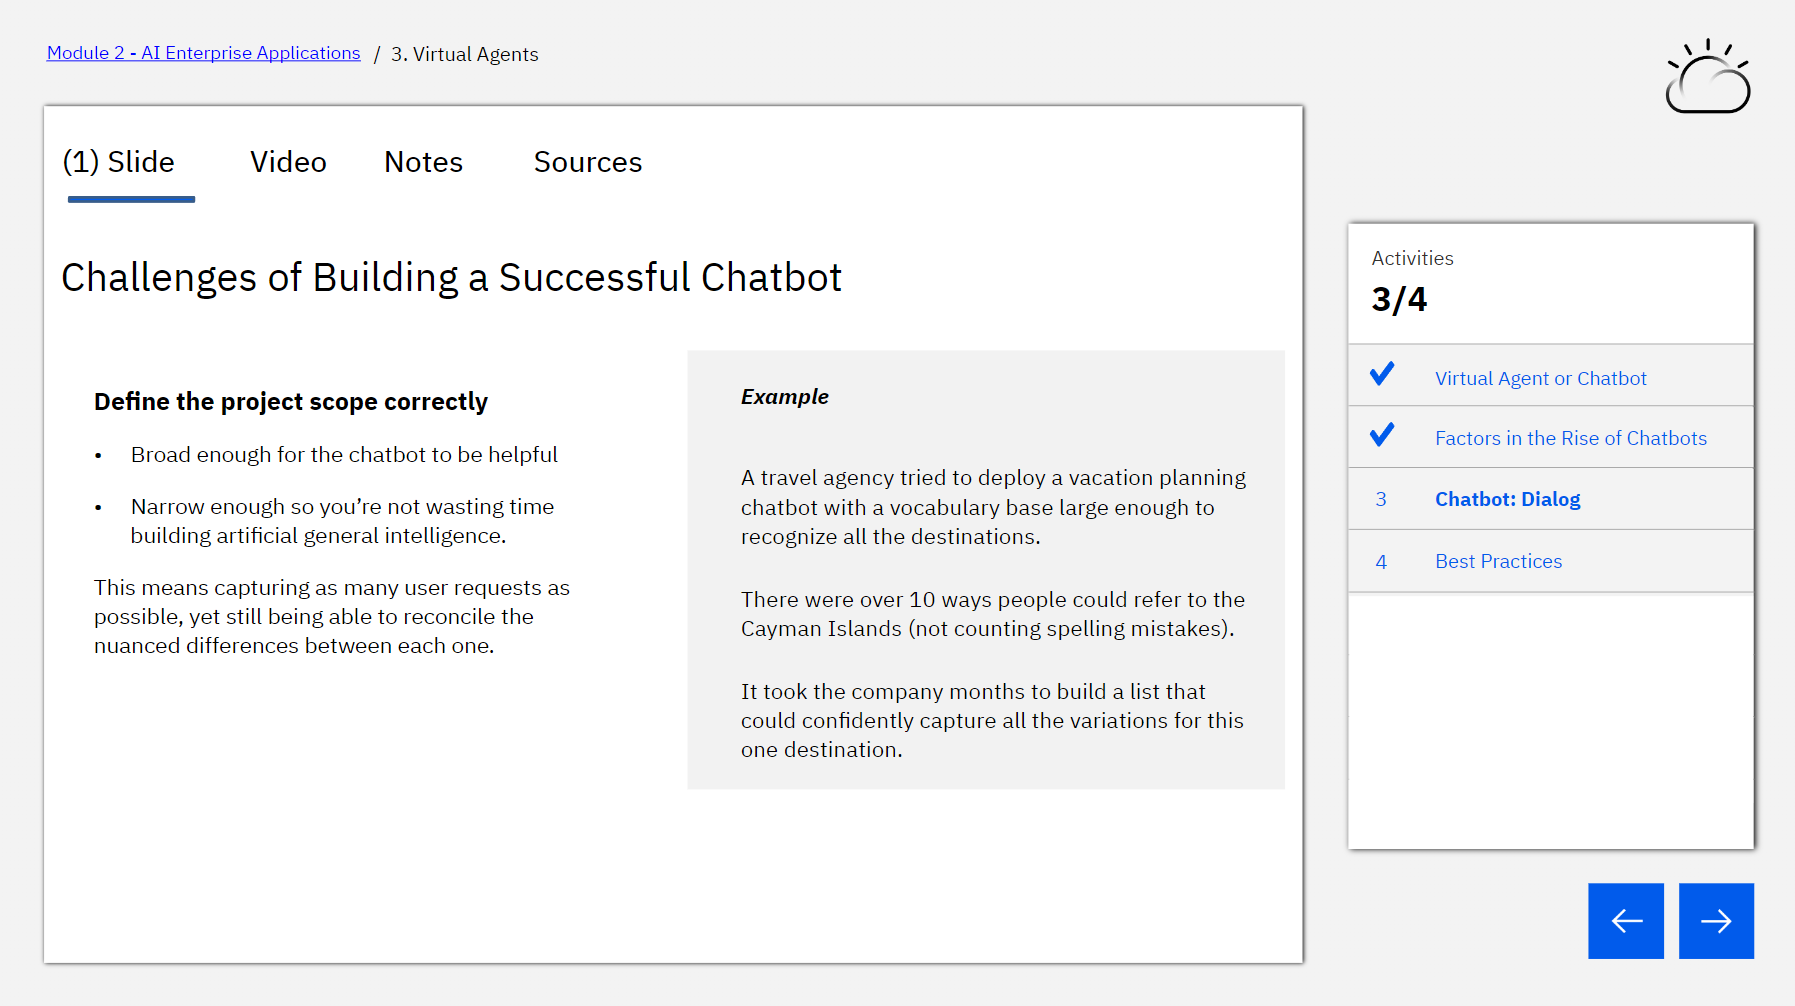 Module 2 - AI Enterprise Applications / 3. Virtual Agents
(1) Slide Video Notes Sources
Challenges of Building a Successful Chatbot
Define the project scope correctly
• Broad enough for the chatbot to be helpful
• Narrow enough so you’re not wasting time
building artificial general intelligence.
This means capturing as many user requests as
possible, yet still being able to reconcile the
nuanced differences between each one.
Example
A travel agency tried to deploy a vacation planning
chatbot with a vocabulary base large enough to
recognize all the destinations.
There were over 10 ways people could refer to the
Cayman Islands (not counting spelling mistakes).
It took the company months to build a list that
could confidently capture all the variations for this
one destination.
Activities
3/4
Virtual Agent or Chatbot
Factors in the Rise of Chatbots
3 Chatbot: Dialog
4 Best Practices